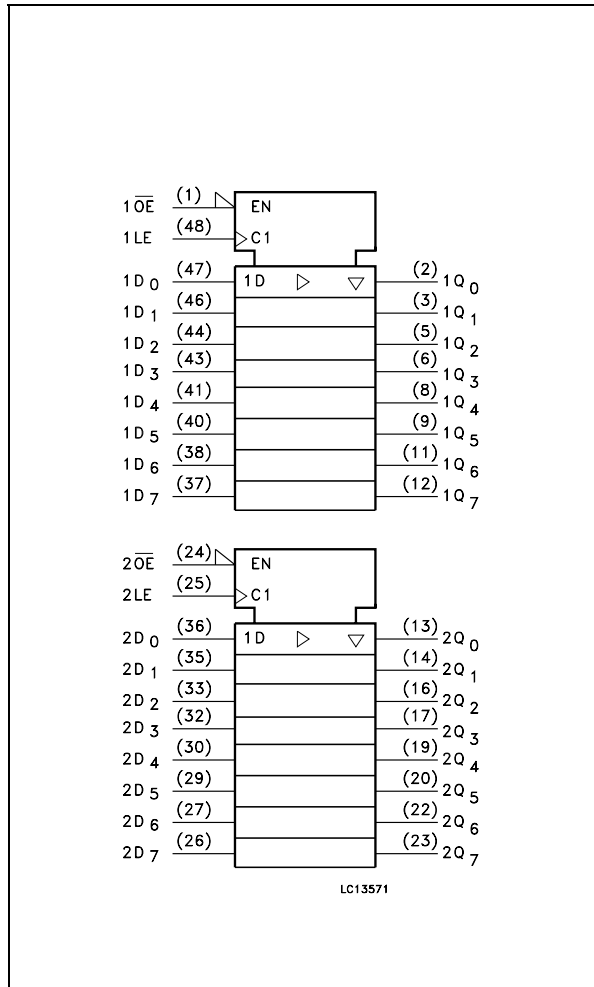 1O̅E̅ (1) EN
1LE (48) C1
1D0 (47) 1D (2) 1Q0
1D1 (46) (3) 1Q1
1D2 (44) (5) 1Q2
1D3 (43) (6) 1Q3
1D4 (41) (8) 1Q4
1D5 (40) (9) 1Q5
1D6 (38) (11) 1Q6
1D7 (37) (12) 1Q7
2O̅E̅ (24) EN
2LE (25) C1
2D0 (36) 1D (13) 2Q0
2D1 (35) (14) 2Q1
2D2 (33) (16) 2Q2
2D3 (32) (17) 2Q3
2D4 (30) (19) 2Q4
2D5 (29) (20) 2Q5
2D6 (27) (22) 2Q6
2D7 (26) (23) 2Q7
LC13571